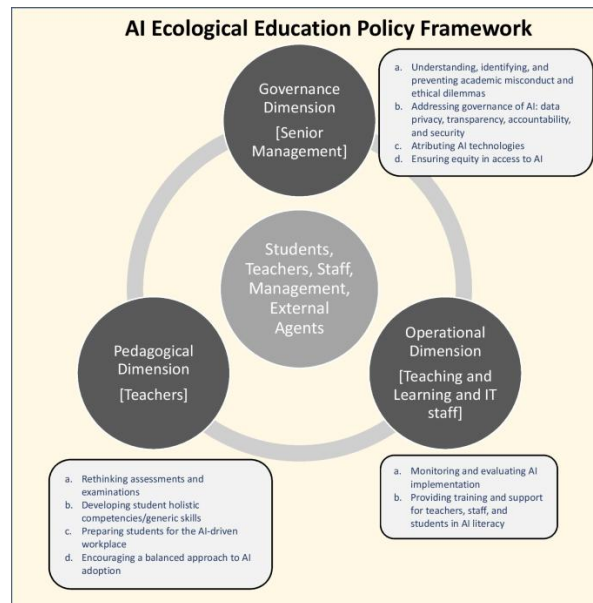 AI Ecological Education Policy Framework
a. Understanding, identifying, and
preventing academic misconduct and
ethical dilemmas
b. Addressing governance of AI: data
privacy, transparency, accountability,
and security
c. Atributing AI technologies
d. Ensuring equity in access to AI
Governance
Dimension
[Senior
Management]
Students,
Teachers, Staff,
Management,
External
Agents
Pedagogical
Dimension
[Teachers]
Operational
Dimension
[Teaching and
Learning and IT
staff]
a. Rethinking assessments and
examinations
b. Developing student holistic
competencies/generic skills
c. Preparing students for the AI-driven
workplace
d. Encouraging a balanced approach to AI
adoption
a. Monitoring and evaluating AI
implementation
b. Providing training and support
for teachers, staff, and
students in AI literacy